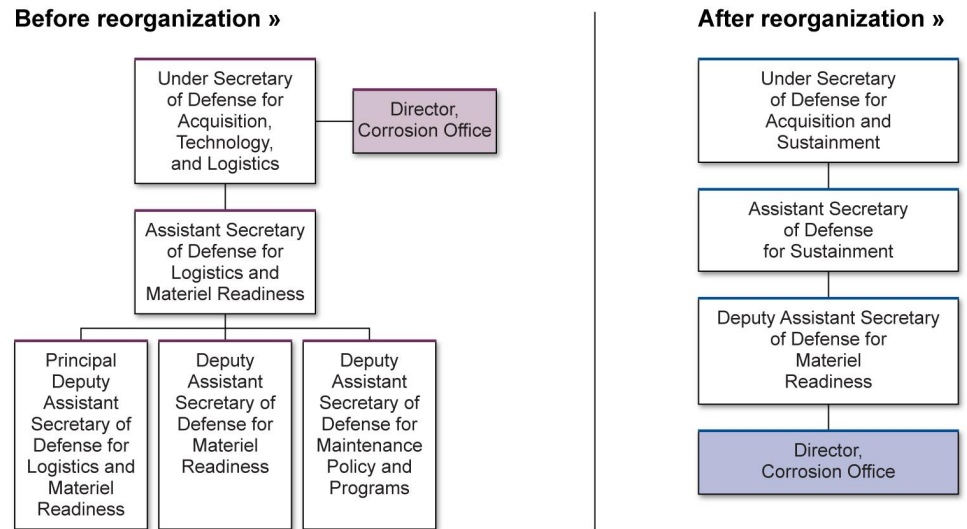 Before reorganization »
Under Secretary
of Defense for
Acquisition,
Technology,
and Logistics
Director,
Corrosion Office
Assistant Secretary
of Defense for
Logistics and
Materiel Readiness
Principal
Deputy
Assistant
Secretary of
Defense for
Logistics and
Materiel
Readiness
Deputy
Assistant
Secretary of
Defense for
Materiel
Readiness
Deputy
Assistant
Secretary of
Defense for
Maintenance
Policy and
Programs
After reorganization »
Under Secretary
of Defense for
Acquisition and
Sustainment
Assistant Secretary
of Defense
for Sustainment
Deputy Assistant Secretary
of Defense for
Materiel
Readiness
Director,
Corrosion Office